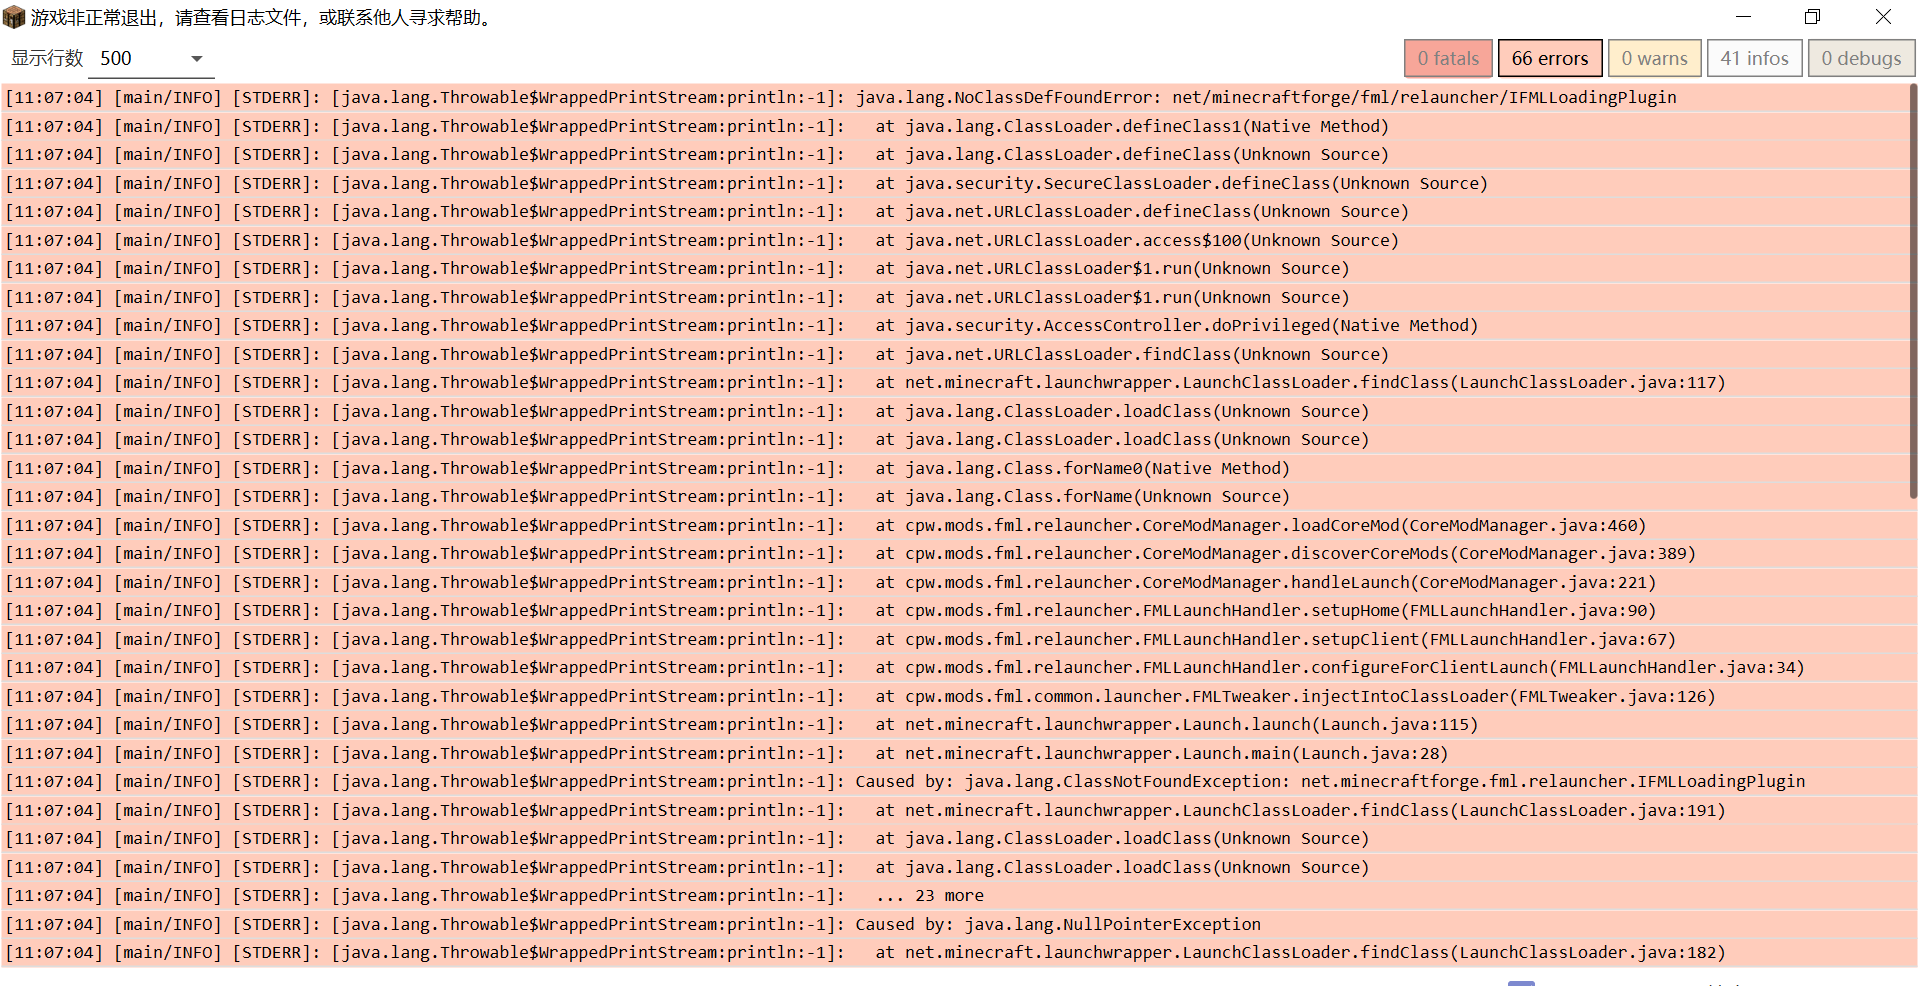 游戏非正常退出，请查看日志文件，或联系他人寻求帮助。
显示行数 500 0 fatals 66 errors 0 warns 41 infos 0 debugs
[11:07:04] [main/INFO] [STDERR]: [java.lang.Throwable$WrappedPrintStream:println:-1]: java.lang.NoClassDefFoundError: net/minecraftforge/fml/relauncher/IFMLLoadingPlugin
[11:07:04] [main/INFO] [STDERR]: [java.lang.Throwable$WrappedPrintStream:println:-1]: at java.lang.ClassLoader.defineClass1(Native Method)
[11:07:04] [main/INFO] [STDERR]: [java.lang.Throwable$WrappedPrintStream:println:-1]: at java.lang.ClassLoader.defineClass(Unknown Source)
[11:07:04] [main/INFO] [STDERR]: [java.lang.Throwable$WrappedPrintStream:println:-1]: at java.security.SecureClassLoader.defineClass(Unknown Source)
[11:07:04] [main/INFO] [STDERR]: [java.lang.Throwable$WrappedPrintStream:println:-1]: at java.net.URLClassLoader.defineClass(Unknown Source)
[11:07:04] [main/INFO] [STDERR]: [java.lang.Throwable$WrappedPrintStream:println:-1]: at java.net.URLClassLoader.access$100(Unknown Source)
[11:07:04] [main/INFO] [STDERR]: [java.lang.Throwable$WrappedPrintStream:println:-1]: at java.net.URLClassLoader$1.run(Unknown Source)
[11:07:04] [main/INFO] [STDERR]: [java.lang.Throwable$WrappedPrintStream:println:-1]: at java.net.URLClassLoader$1.run(Unknown Source)
[11:07:04] [main/INFO] [STDERR]: [java.lang.Throwable$WrappedPrintStream:println:-1]: at java.security.AccessController.doPrivileged(Native Method)
[11:07:04] [main/INFO] [STDERR]: [java.lang.Throwable$WrappedPrintStream:println:-1]: at java.net.URLClassLoader.findClass(Unknown Source)
[11:07:04] [main/INFO] [STDERR]: [java.lang.Throwable$WrappedPrintStream:println:-1]: at net.minecraft.launchwrapper.LaunchClassLoader.findClass(LaunchClassLoader.java:117)
[11:07:04] [main/INFO] [STDERR]: [java.lang.Throwable$WrappedPrintStream:println:-1]: at java.lang.ClassLoader.loadClass(Unknown Source)
[11:07:04] [main/INFO] [STDERR]: [java.lang.Throwable$WrappedPrintStream:println:-1]: at java.lang.ClassLoader.loadClass(Unknown Source)
[11:07:04] [main/INFO] [STDERR]: [java.lang.Throwable$WrappedPrintStream:println:-1]: at java.lang.Class.forName0(Native Method)
[11:07:04] [main/INFO] [STDERR]: [java.lang.Throwable$WrappedPrintStream:println:-1]: at java.lang.Class.forName(Unknown Source)
[11:07:04] [main/INFO] [STDERR]: [java.lang.Throwable$WrappedPrintStream:println:-1]: at cpw.mods.fml.relauncher.CoreModManager.loadCoreMod(CoreModManager.java:460)
[11:07:04] [main/INFO] [STDERR]: [java.lang.Throwable$WrappedPrintStream:println:-1]: at cpw.mods.fml.relauncher.CoreModManager.discoverCoreMods(CoreModManager.java:389)
[11:07:04] [main/INFO] [STDERR]: [java.lang.Throwable$WrappedPrintStream:println:-1]: at cpw.mods.fml.relauncher.CoreModManager.handleLaunch(CoreModManager.java:221)
[11:07:04] [main/INFO] [STDERR]: [java.lang.Throwable$WrappedPrintStream:println:-1]: at cpw.mods.fml.relauncher.FMLLaunchHandler.setupHome(FMLLaunchHandler.java:90)
[11:07:04] [main/INFO] [STDERR]: [java.lang.Throwable$WrappedPrintStream:println:-1]: at cpw.mods.fml.relauncher.FMLLaunchHandler.setupClient(FMLLaunchHandler.java:67)
[11:07:04] [main/INFO] [STDERR]: [java.lang.Throwable$WrappedPrintStream:println:-1]: at cpw.mods.fml.relauncher.FMLLaunchHandler.configureForClientLaunch(FMLLaunchHandler.java:34)
[11:07:04] [main/INFO] [STDERR]: [java.lang.Throwable$WrappedPrintStream:println:-1]: at cpw.mods.fml.common.launcher.FMLTweaker.injectIntoClassLoader(FMLTweaker.java:126)
[11:07:04] [main/INFO] [STDERR]: [java.lang.Throwable$WrappedPrintStream:println:-1]: at net.minecraft.launchwrapper.Launch.launch(Launch.java:115)
[11:07:04] [main/INFO] [STDERR]: [java.lang.Throwable$WrappedPrintStream:println:-1]: at net.minecraft.launchwrapper.Launch.main(Launch.java:28)
[11:07:04] [main/INFO] [STDERR]: [java.lang.Throwable$WrappedPrintStream:println:-1]: Caused by: java.lang.ClassNotFoundException: net.minecraftforge.fml.relauncher.IFMLLoadingPlugin
[11:07:04] [main/INFO] [STDERR]: [java.lang.Throwable$WrappedPrintStream:println:-1]: at net.minecraft.launchwrapper.LaunchClassLoader.findClass(LaunchClassLoader.java:191)
[11:07:04] [main/INFO] [STDERR]: [java.lang.Throwable$WrappedPrintStream:println:-1]: at java.lang.ClassLoader.loadClass(Unknown Source)
[11:07:04] [main/INFO] [STDERR]: [java.lang.Throwable$WrappedPrintStream:println:-1]: at java.lang.ClassLoader.loadClass(Unknown Source)
[11:07:04] [main/INFO] [STDERR]: [java.lang.Throwable$WrappedPrintStream:println:-1]: ... 23 more
[11:07:04] [main/INFO] [STDERR]: [java.lang.Throwable$WrappedPrintStream:println:-1]: Caused by: java.lang.NullPointerException
[11:07:04] [main/INFO] [STDERR]: [java.lang.Throwable$WrappedPrintStream:println:-1]: at net.minecraft.launchwrapper.LaunchClassLoader.findClass(LaunchClassLoader.java:182)